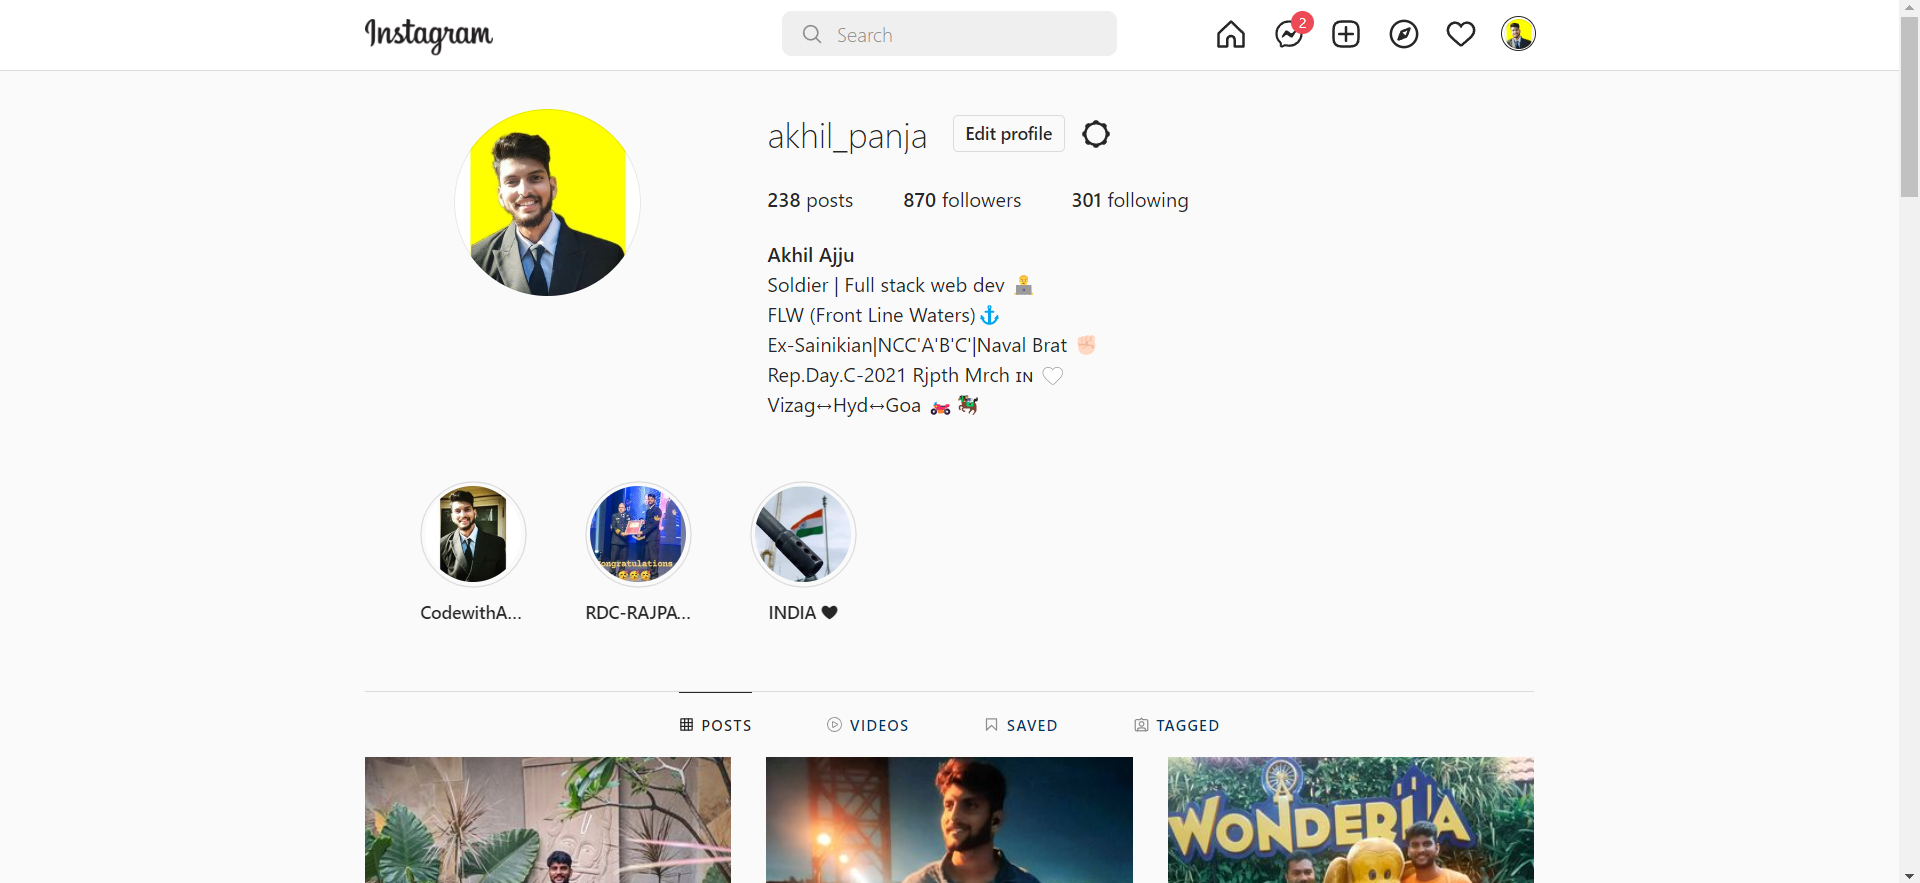 Instagram
Search
2
akhil_panja
Edit profile
238 posts 870 followers 301 following
Akhil Ajju
Soldier | Full stack web dev 👨‍💻
FLW (Front Line Waters)⚓
Ex-Sainikian|NCC'A'B'C'|Naval Brat ✊🏻
Rep.Day.C-2021 Rjpth Mrch ɪɴ 🤍
Vizag↔Hyd↔Goa 🏍️🏇
ongratulations
CodewithA... RDC-RAJPA... INDIA 🖤
POSTS VIDEOS SAVED TAGGED
WONDERLA